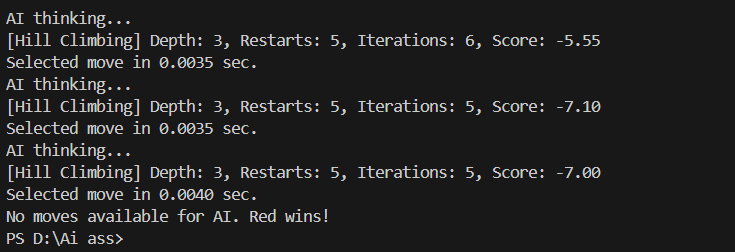 AI thinking...
[Hill Climbing] Depth: 3, Restarts: 5, Iterations: 6, Score: -5.55
Selected move in 0.0035 sec.
AI thinking...
[Hill Climbing] Depth: 3, Restarts: 5, Iterations: 5, Score: -7.10
Selected move in 0.0035 sec.
AI thinking...
[Hill Climbing] Depth: 3, Restarts: 5, Iterations: 5, Score: -7.00
Selected move in 0.0040 sec.
No moves available for AI. Red wins!
PS D:\Ai ass>